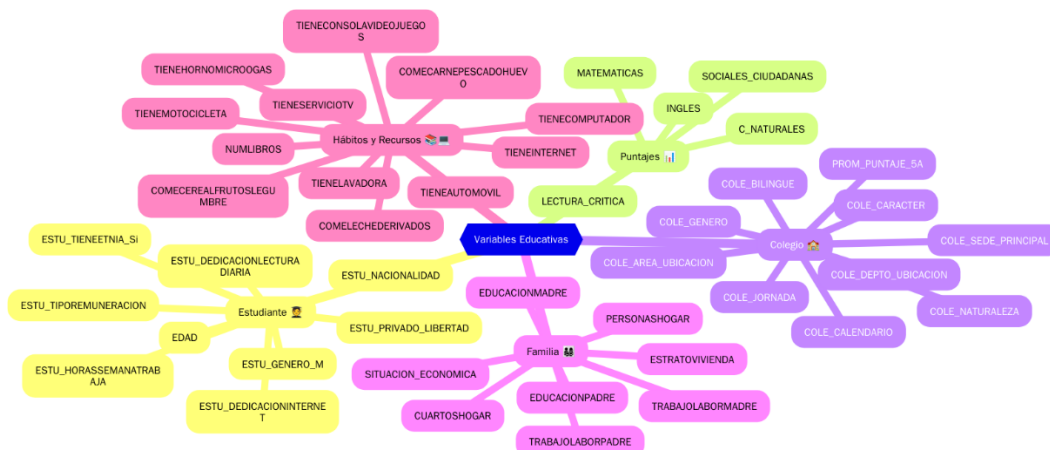 TIENECONSOLAVIDEOJUEGO
S
TIENEHORNOMICROOGAS
COMECARNEPESCADOHUEV
O
TIENESERVICIOTV
TIENEMOTOCICLETA
TIENECOMPUTADOR
Hábitos y Recursos 📚💻
NUMLIBROS
TIENEINTERNET
COMECEREALFRUTOSLEGU
MBRE
TIENELAVADORA
TIENEAUTOMOVIL
COMELECHEDERIVADOS
MATEMATICAS
SOCIALES_CIUDADANAS
INGLES
C_NATURALES
Puntajes 📊
LECTURA_CRITICA
Variables Educativas
PROM_PUNTAJE_5A
COLE_BILINGUE
COLE_CARACTER
COLE_GENERO
Colegio 🏫
COLE_SEDE_PRINCIPAL
COLE_AREA_UBICACION
COLE_DEPTO_UBICACION
COLE_JORNADA
COLE_NATURALEZA
COLE_CALENDARIO
ESTU_TIENEETNIA_Sí
ESTU_DEDICACIONLECTURA
DIARIA
ESTU_NACIONALIDAD
ESTU_TIPOREMUNERACION
Estudiante 🧑‍🎓
ESTU_PRIVADO_LIBERTAD
EDAD
ESTU_HORASSEMANATRAB
AJA
ESTU_GENERO_M
ESTU_DEDICACIONINTERNE
T
EDUCACIONMADRE
PERSONASHOGAR
Familia 👨‍👩‍👧‍👦
ESTRATOVIVIENDA
SITUACION_ECONOMICA
EDUCACIONPADRE
TRABAJOLABORMADRE
CUARTOSHOGAR
TRABAJOLABORPADRE